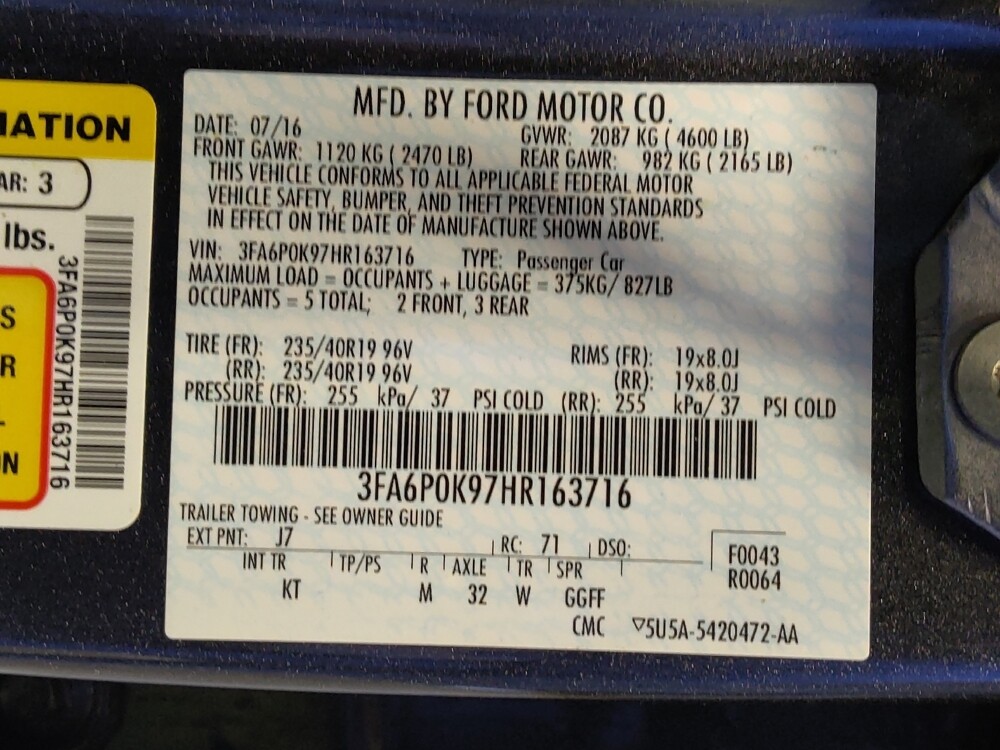 MATION
AR: 3
lbs.
S
R
L
ON
3FA6P0K97HR163716
MFD. BY FORD MOTOR CO.
DATE: 07/16 GVWR: 2087 KG ( 4600 LB)
FRONT GAWR: 1120 KG ( 2470 LB) REAR GAWR: 982 KG ( 2165 LB)
THIS VEHICLE CONFORMS TO ALL APPLICABLE FEDERAL MOTOR
VEHICLE SAFETY, BUMPER, AND THEFT PREVENTION STANDARDS
IN EFFECT ON THE DATE OF MANUFACTURE SHOWN ABOVE.
VIN: 3FA6P0K97HR163716 TYPE: Passenger Car
MAXIMUM LOAD = OCCUPANTS + LUGGAGE = 375KG/ 827LB
OCCUPANTS = 5 TOTAL; 2 FRONT, 3 REAR
TIRE (FR): 235/40R19 96V RIMS (FR): 19x8.0J
(RR): 235/40R19 96V (RR): 19x8.0J
PRESSURE (FR): 255 kPa/ 37 PSI COLD (RR): 255 kPa/ 37 PSI COLD
3FA6P0K97HR163716
TRAILER TOWING - SEE OWNER GUIDE
EXT PNT: J7 RC: 71 DSO: F0043
INT TR TP/PS R AXLE TR SPR R0064
KT M 32 W GGFF
CMC ▽5U5A-5420472-AA